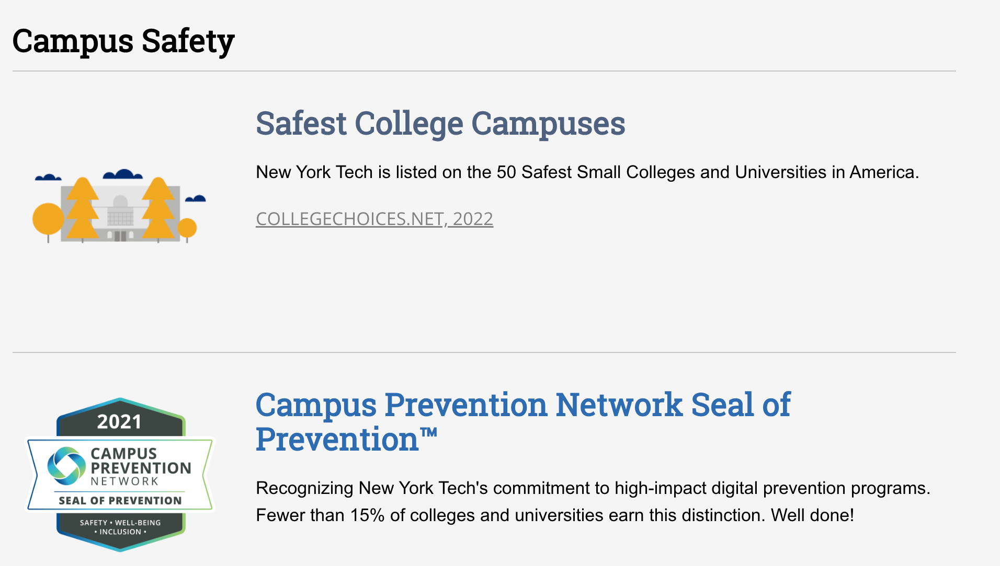 Campus Safety
Safest College Campuses
New York Tech is listed on the 50 Safest Small Colleges and Universities in America.
COLLEGECHOICES.NET, 2022
2021
CAMPUS
PREVENTION
NETWORK
SEAL OF PREVENTION
SAFETY • WELL-BEING
• INCLUSION •
Campus Prevention Network Seal of
Prevention™
Recognizing New York Tech's commitment to high-impact digital prevention programs.
Fewer than 15% of colleges and universities earn this distinction. Well done!